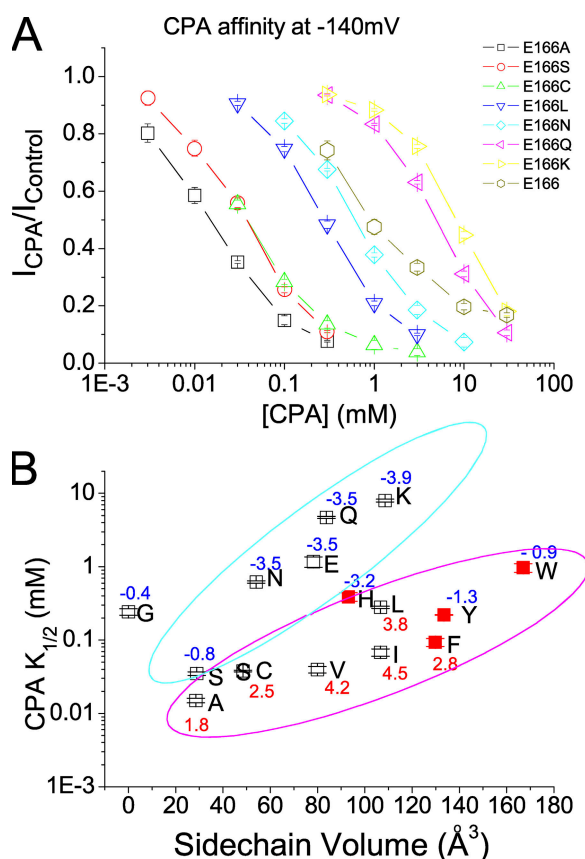 A
CPA affinity at -140mV
E166A
E166S
E166C
E166L
E166N
E166Q
E166K
E166
I_CPA/I_Control
1.0
0.8
0.6
0.4
0.2
0.0
1E-3 0.01 0.1 1 10 100
[CPA] (mM)
B
CPA K_1/2 (mM)
10
1
0.1
0.01
1E-3
-3.9
K
-3.5
Q
-3.5
N
-3.5
E
-0.4
G
-0.9
W
-3.2
H
L
3.8
-1.3
Y
F
2.8
-0.8
S
A
1.8
C
2.5
V
4.2
I
4.5
0 20 40 60 80 100 120 140 160 180
Sidechain Volume (Å³)